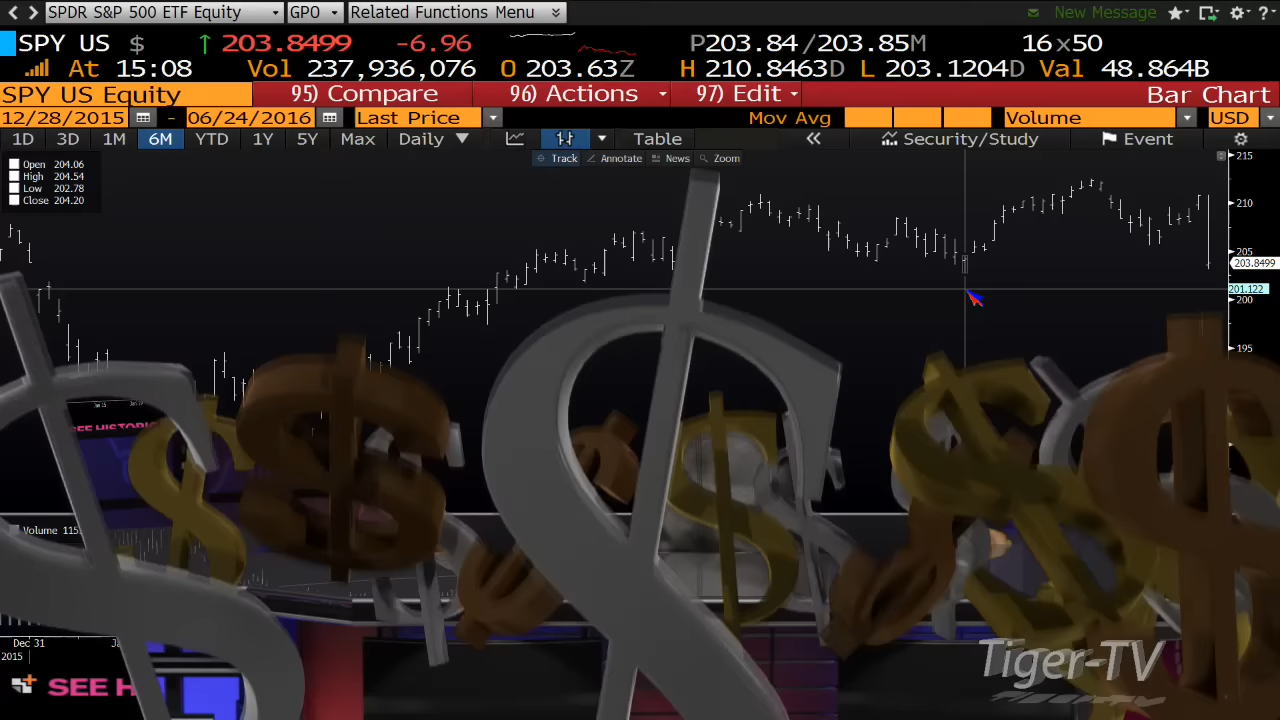 SPDR S&P 500 ETF Equity GPO Related Functions Menu New Message
SPY US $ ↑ 203.8499 -6.96 P203.84/203.85M 16x50
At 15:08 Vol 237,936,076 O 203.63Z H 210.8463D L 203.1204D Val 48.864B
SPY US Equity 95) Compare 96) Actions 97) Edit Bar Chart
12/28/2015 - 06/24/2016 Last Price Mov Avg Volume USD
1D 3D 1M 6M YTD 1Y 5Y Max Daily Table Security/Study Event
Track Annotate News Zoom
Open 204.06
High 204.54
Low 202.78
Close 204.20
215
210
205
203.8499
201.122
200
195
SEE HISTORIC
Volume 115
Dec 31
2015
SEE H
Tiger-TV